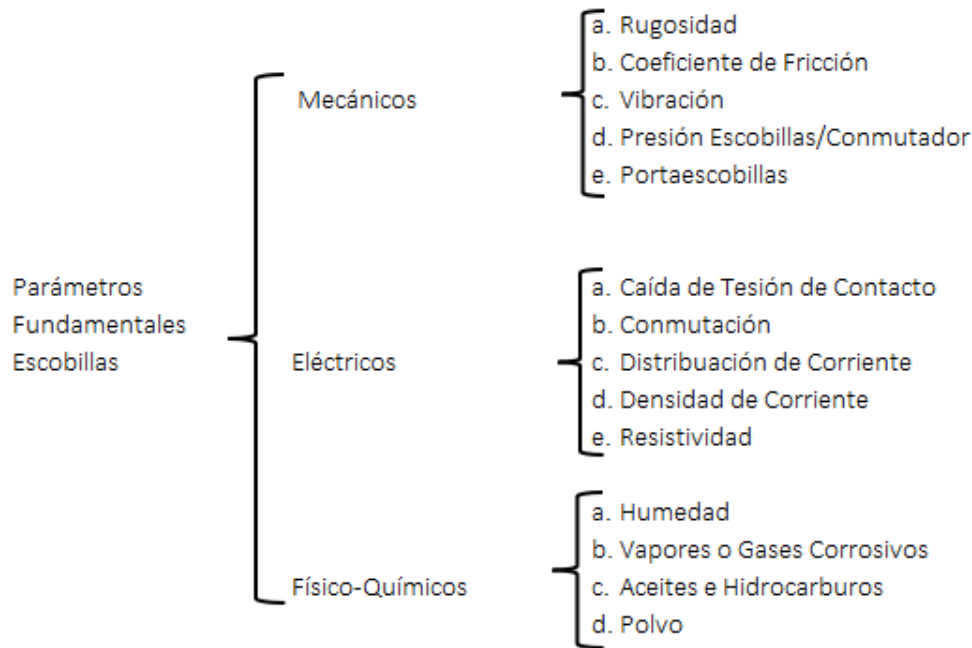 Parámetros
Fundamentales
Escobillas
Mecánicos
a. Rugosidad
b. Coeficiente de Fricción
c. Vibración
d. Presión Escobillas/Conmutador
e. Portaescobillas
Eléctricos
a. Caída de Tesión de Contacto
b. Conmutación
c. Distribuación de Corriente
d. Densidad de Corriente
e. Resistividad
Físico-Químicos
a. Humedad
b. Vapores o Gases Corrosivos
c. Aceites e Hidrocarburos
d. Polvo